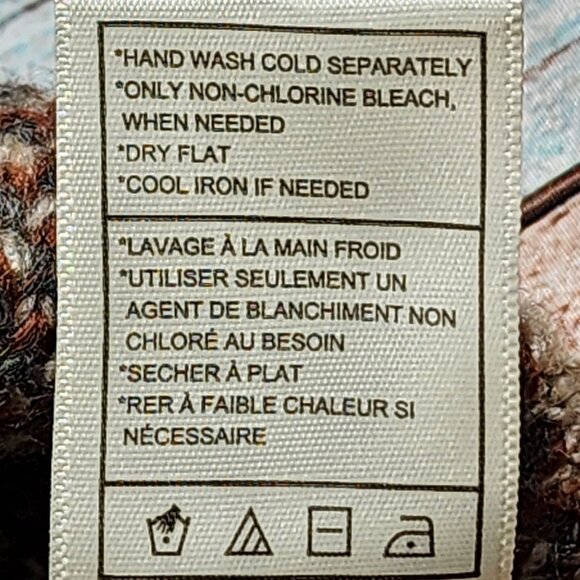 *HAND WASH COLD SEPARATELY
*ONLY NON-CHLORINE BLEACH,
WHEN NEEDED
*DRY FLAT
*COOL IRON IF NEEDED
*LAVAGE À LA MAIN FROID
*UTILISER SEULEMENT UN
AGENT DE BLANCHIMENT NON
CHLORÉ AU BESOIN
*SECHER À PLAT
*RER À FAIBLE CHALEUR SI
NÉCESSAIRE